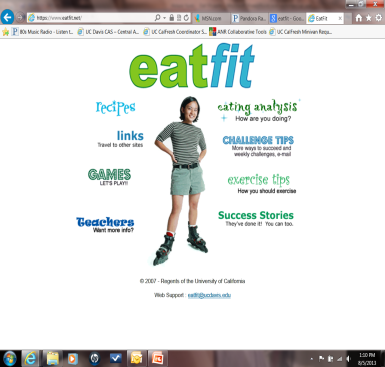 https://www.eatfit.net/
MSN.com
Pandora Ra...
eatfit - Goo...
EatFit
80s Music Radio - Listen t...
UC Davis CAS – Central A...
UC CalFresh Coordinator S...
ANR Collaborative Tools
UC CalFresh Minivan Requ...
eatfit
recipes
eating analysis
How are you doing?
links
Travel to other sites
CHALLENGE TIPS
More ways to succeed and
weekly challenges, e-mail
GAMES
LET'S PLAY!!
exercise tips
How you should exercise
Teachers
Want more info?
Success Stories
They've done it! You can too.
© 2007 - Regents of the University of California
Web Support : eatfit@ucdavis.edu
1:10 PM
8/5/2011